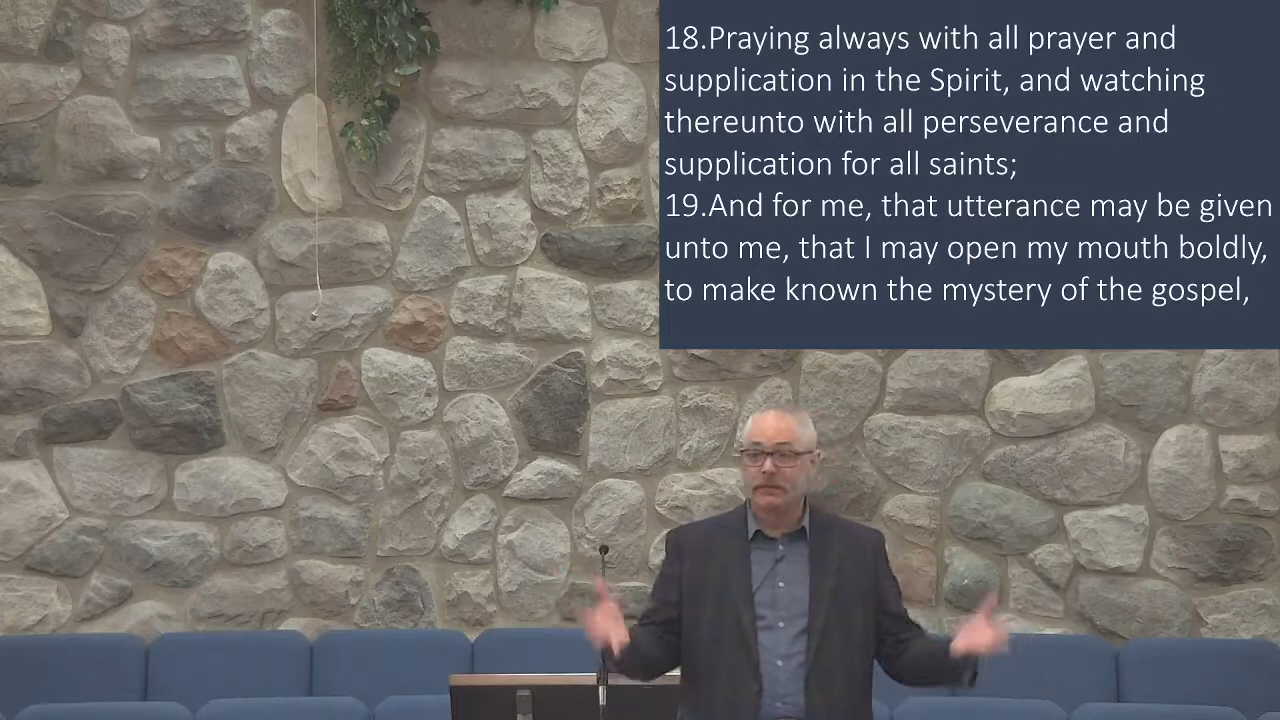 18.Praying always with all prayer and
supplication in the Spirit, and watching
thereunto with all perseverance and
supplication for all saints;
19.And for me, that utterance may be given
unto me, that I may open my mouth boldly,
to make known the mystery of the gospel,